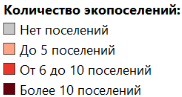 Количество экопоселений:
Нет поселений
До 5 поселений
От 6 до 10 поселений
Более 10 поселений